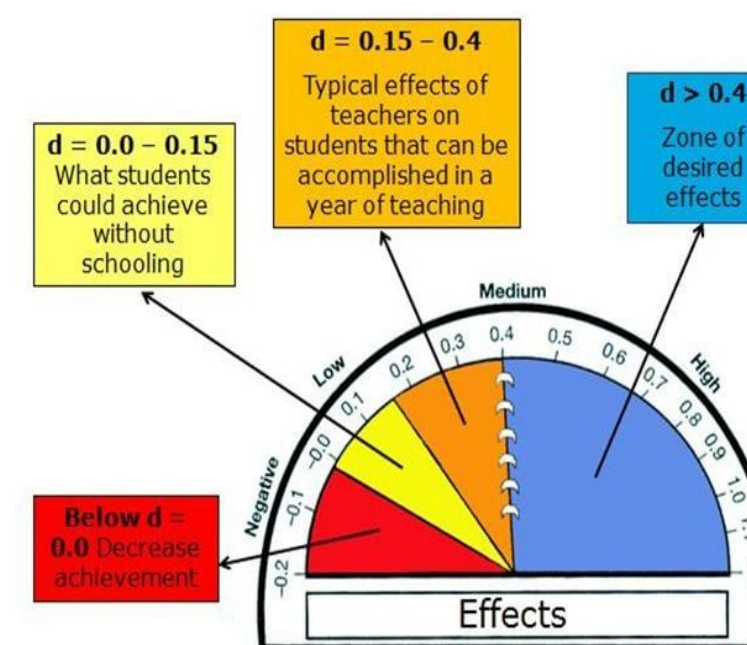 d = 0.15 – 0.4
Typical effects of
teachers on
students that can be
accomplished in a
year of teaching
d > 0.4
Zone of
desired
effects
d = 0.0 – 0.15
What students
could achieve
without
schooling
Below d =
0.0 Decrease
achievement
Negative
Low
Medium
High
-0.2
-0.1
-0.0
0.1
0.2
0.3
0.4
0.5
0.6
0.7
0.8
0.9
1.0
Effects